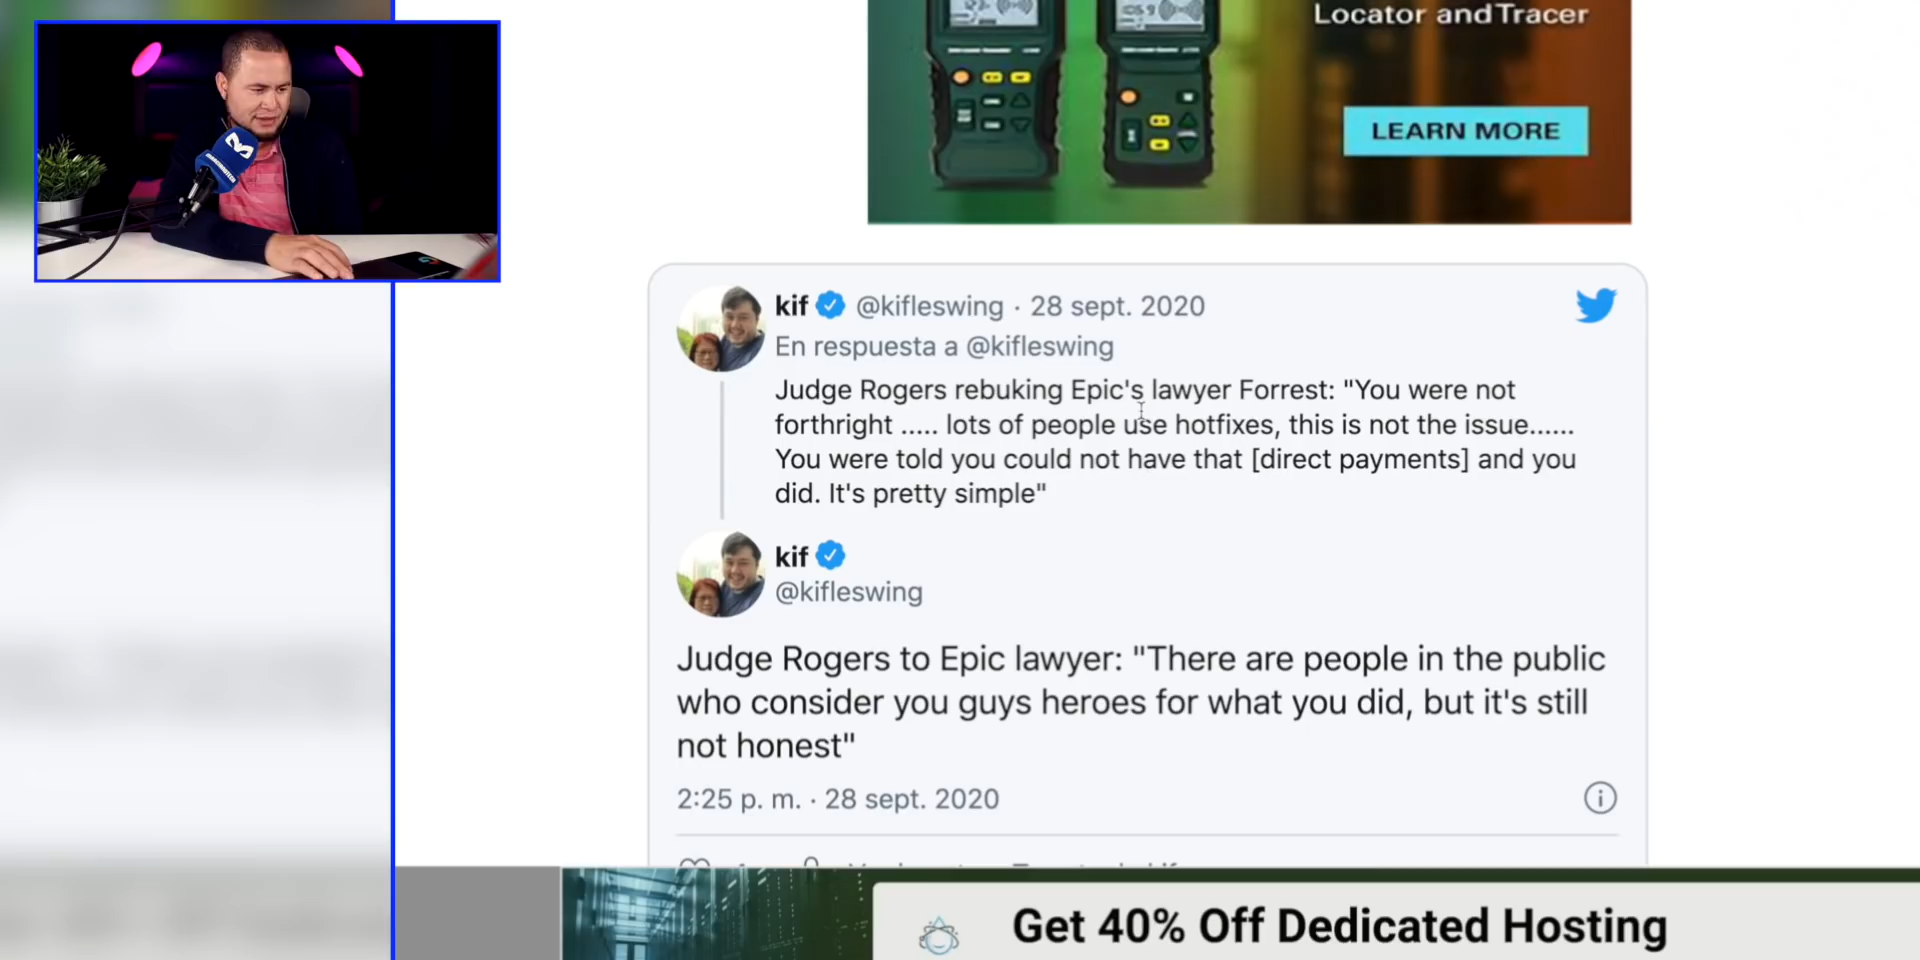 Locator and Tracer
LEARN MORE
kif @kifleswing · 28 sept. 2020
En respuesta a @kifleswing
Judge Rogers rebuking Epic's lawyer Forrest: "You were not
forthright ..... lots of people use hotfixes, this is not the issue......
You were told you could not have that [direct payments] and you
did. It's pretty simple"
kif
@kifleswing
Judge Rogers to Epic lawyer: "There are people in the public
who consider you guys heroes for what you did, but it's still
not honest"
2:25 p. m. · 28 sept. 2020
Get 40% Off Dedicated Hosting